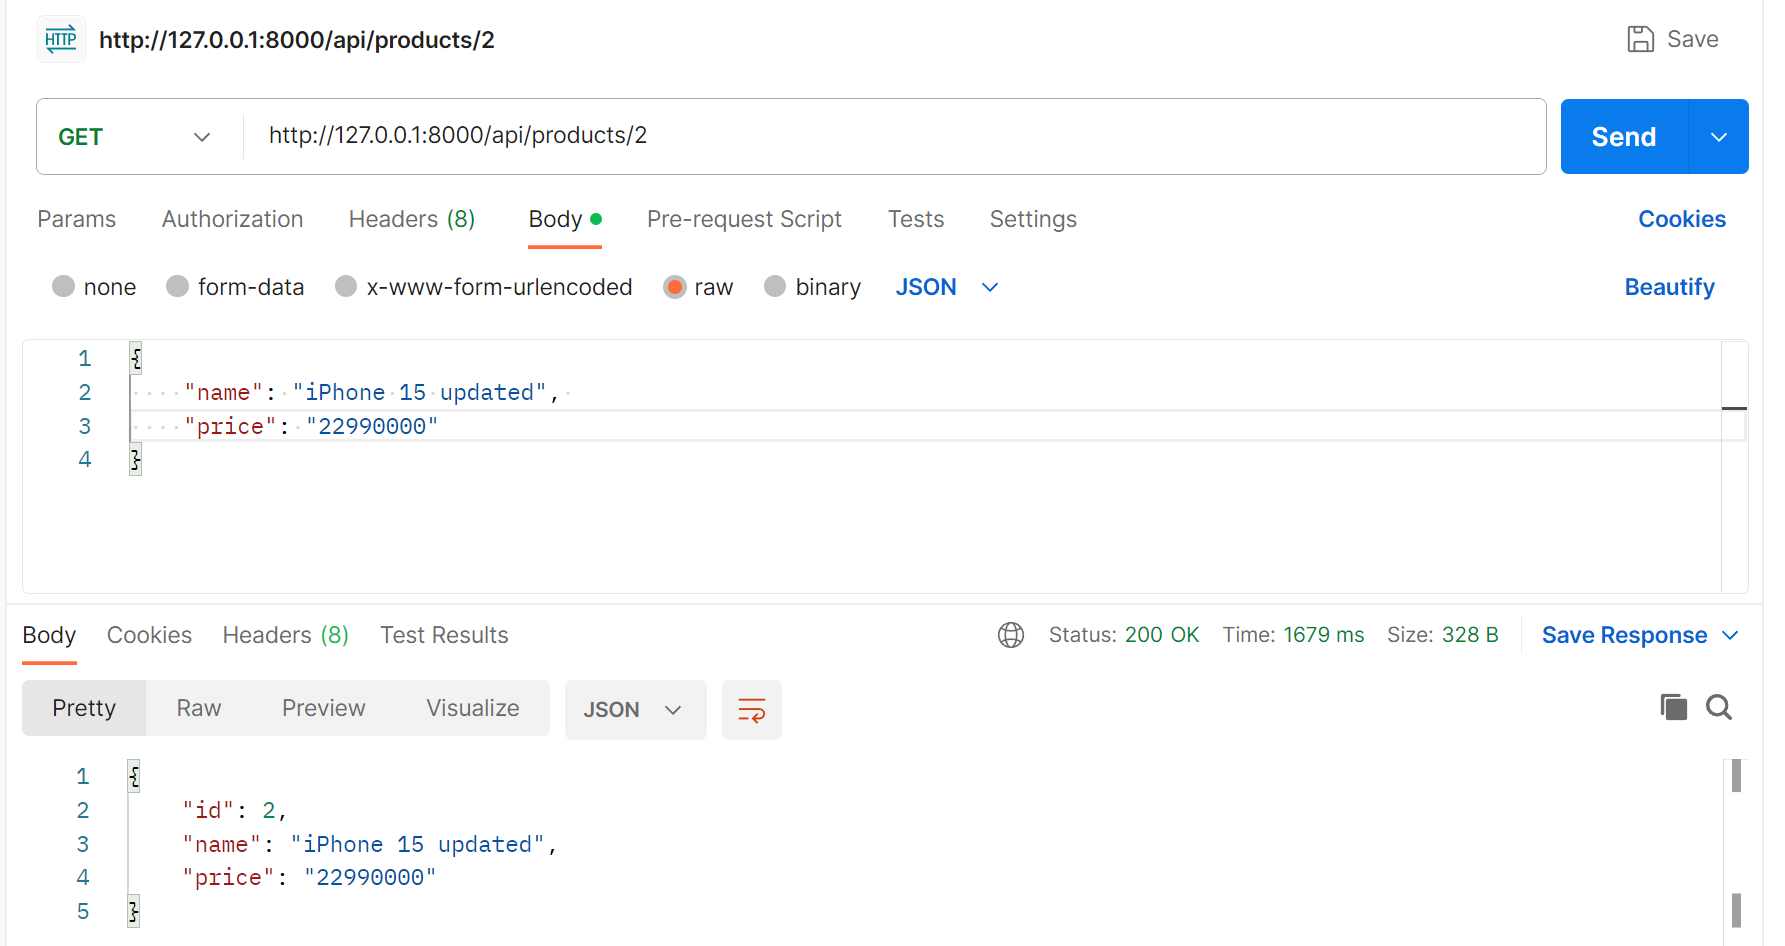 HTTP http://127.0.0.1:8000/api/products/2 Save
GET http://127.0.0.1:8000/api/products/2 Send
Params Authorization Headers (8) Body Pre-request Script Tests Settings Cookies
none form-data x-www-form-urlencoded raw binary JSON Beautify
1 {
2 "name": "iPhone 15 updated",
3 "price": "22990000"
4 }
Body Cookies Headers (8) Test Results Status: 200 OK Time: 1679 ms Size: 328 B Save Response
Pretty Raw Preview Visualize JSON
1 {
2 "id": 2,
3 "name": "iPhone 15 updated",
4 "price": "22990000"
5 }